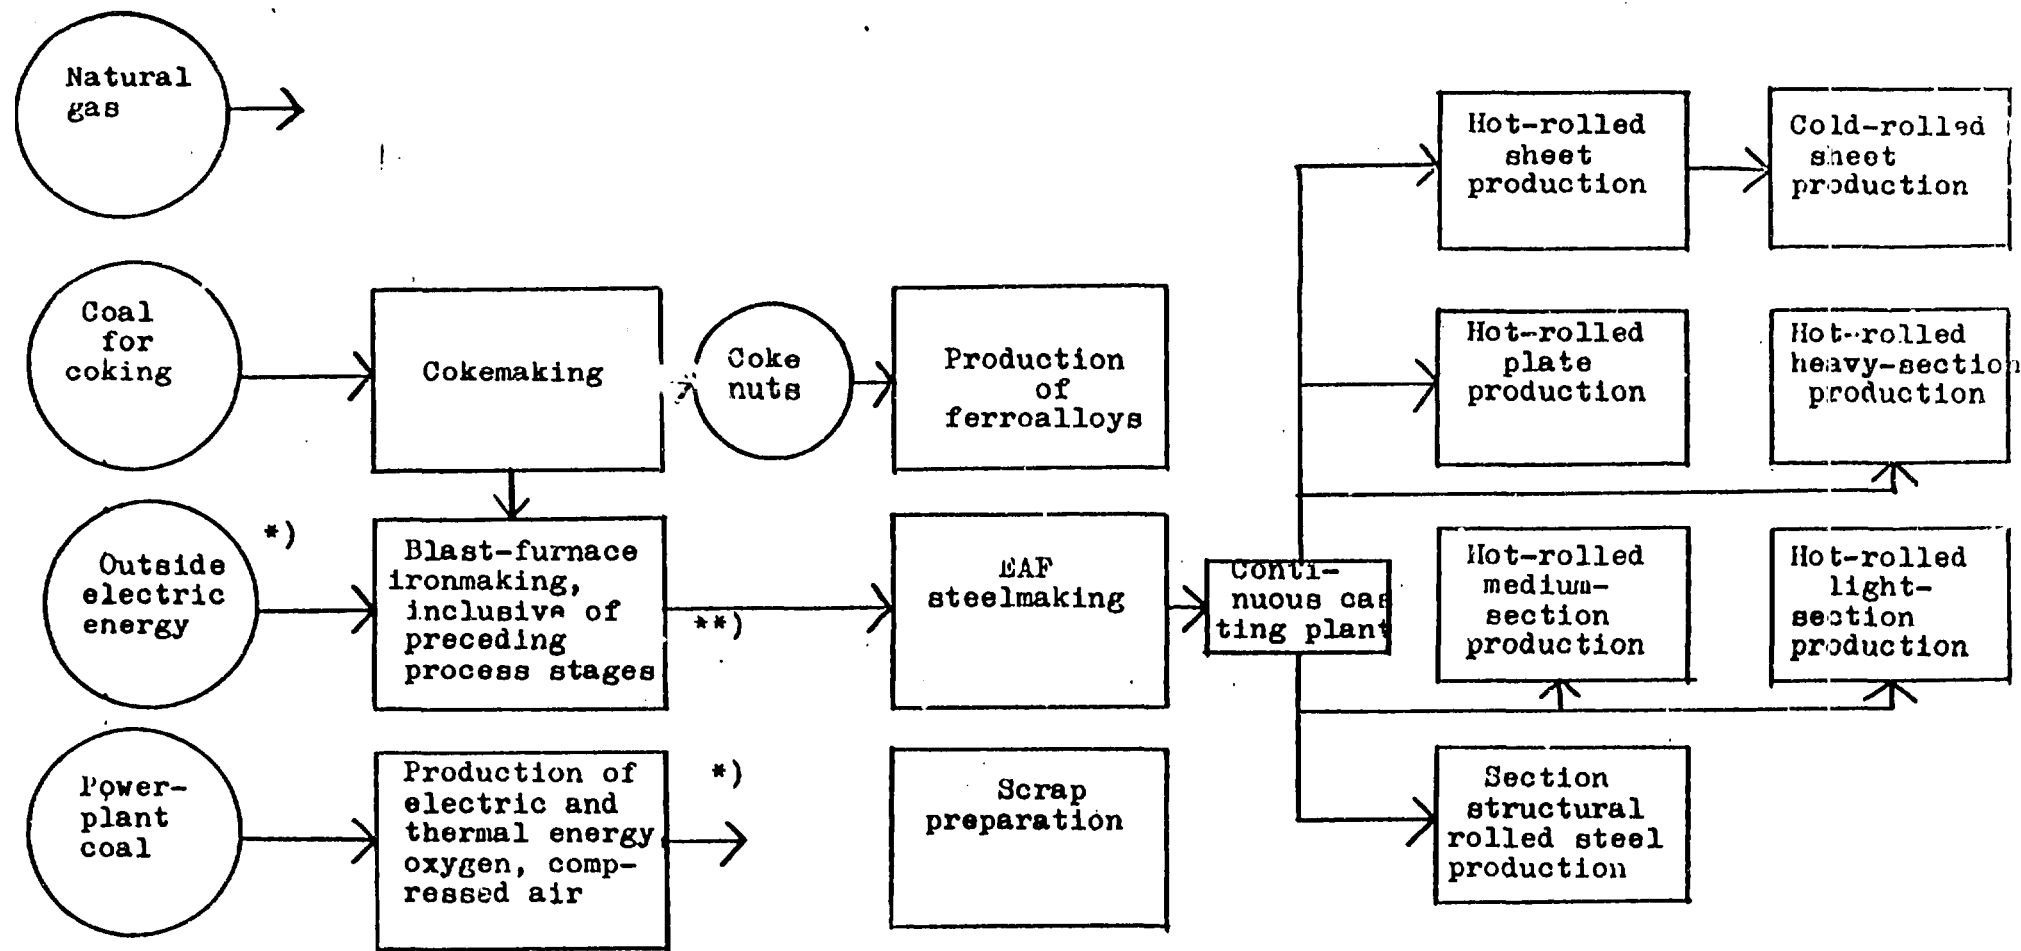 Natural
gas
Coal
for
coking
Outside
electric
energy
*)
Power-
plant
coal
Cokemaking
Blast-furnace
ironmaking,
inclusive of
preceding
process stages
**)
Production of
electric and
thermal energy
oxygen, comp-
ressed air
*)
Coke
nuts
Production
of
ferroalloys
EAF
steelmaking
Scrap
preparation
Conti-
nuous cas
ting plant
Hot-rolled
sheet
production
Cold-rolled
sheet
production
Hot-rolled
plate
production
Hot-rolled
heavy-section
production
Hot-rolled
medium-
section
production
Hot-rolled
light-
section
production
Section
structural
rolled steel
production